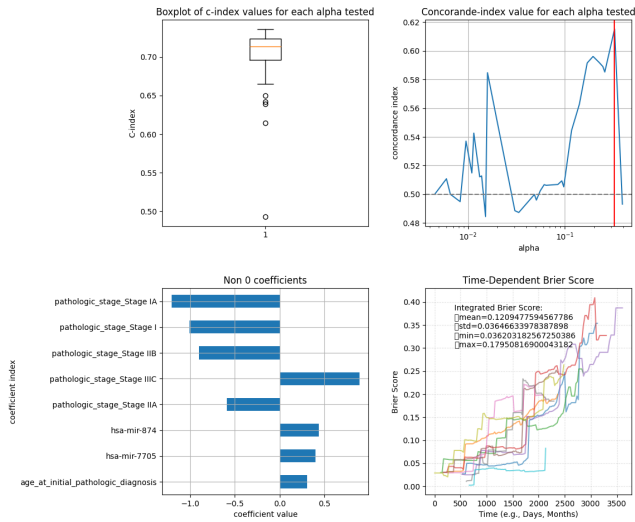 Boxplot of c-index values for each alpha tested
C-index
0.70
0.65
0.60
0.55
0.50
1
Concorande-index value for each alpha tested
concordance index
0.62
0.60
0.58
0.56
0.54
0.52
0.50
0.48
10⁻²
10⁻¹
alpha
Non 0 coefficients
coefficient index
pathologic_stage_Stage IA
pathologic_stage_Stage I
pathologic_stage_Stage IIB
pathologic_stage_Stage IIIC
pathologic_stage_Stage IIA
hsa-mir-874
hsa-mir-7705
age_at_initial_pathologic_diagnosis
−1.0
−0.5
0.0
0.5
coefficient value
Time-Dependent Brier Score
Brier Score
0.40
0.35
0.30
0.25
0.20
0.15
0.10
0.05
0.00
Integrated Brier Score:
mean=0.1209477594567786
std=0.03646633978387898
min=0.036203182567250386
max=0.17950816900043182
0
500
1000
1500
2000
2500
3000
3500
Time (e.g., Days, Months)